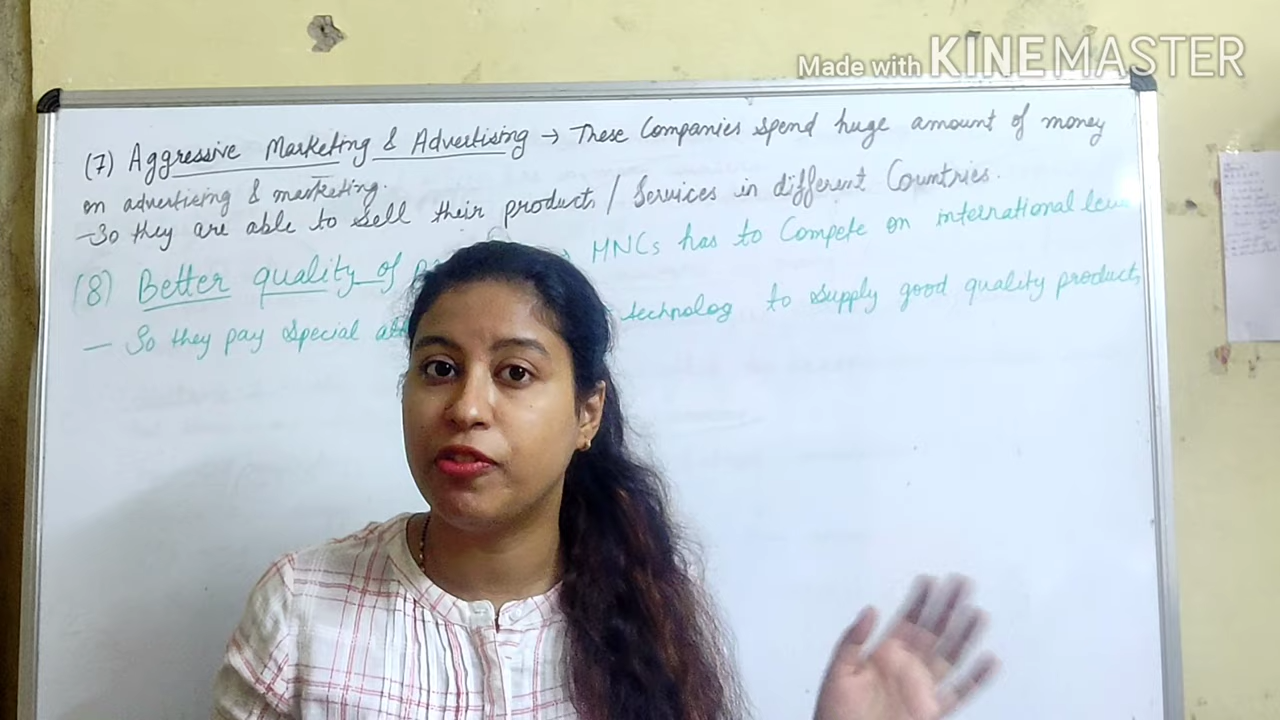 Made with KINEMASTER
(7) Aggressive Marketing & Advertising → These Companies spend huge amount of money
on advertising & marketing.
- So they are able to sell their products / Services in different Countries.
(8) Better quality of → MNCs has to Compete on international
— So they pay special technolog to supply good quality products